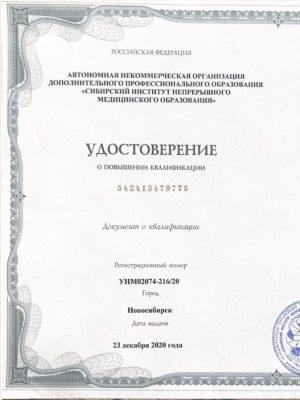 РОССИЙСКАЯ ФЕДЕРАЦИЯ
АВТОНОМНАЯ НЕКОММЕРЧЕСКАЯ ОРГАНИЗАЦИЯ
ДОПОЛНИТЕЛЬНОГО ПРОФЕССИОНАЛЬНОГО ОБРАЗОВАНИЯ
«СИБИРСКИЙ ИНСТИТУТ НЕПРЕРЫВНОГО
МЕДИЦИНСКОГО ОБРАЗОВАНИЯ»
УДОСТОВЕРЕНИЕ
О ПОВЫШЕНИИ КВАЛИФИКАЦИИ
542413479775
Документ о квалификации
Регистрационный номер
УНМ02074-216/20
Город
Новосибирск
Дата выдачи
23 декабря 2020 года